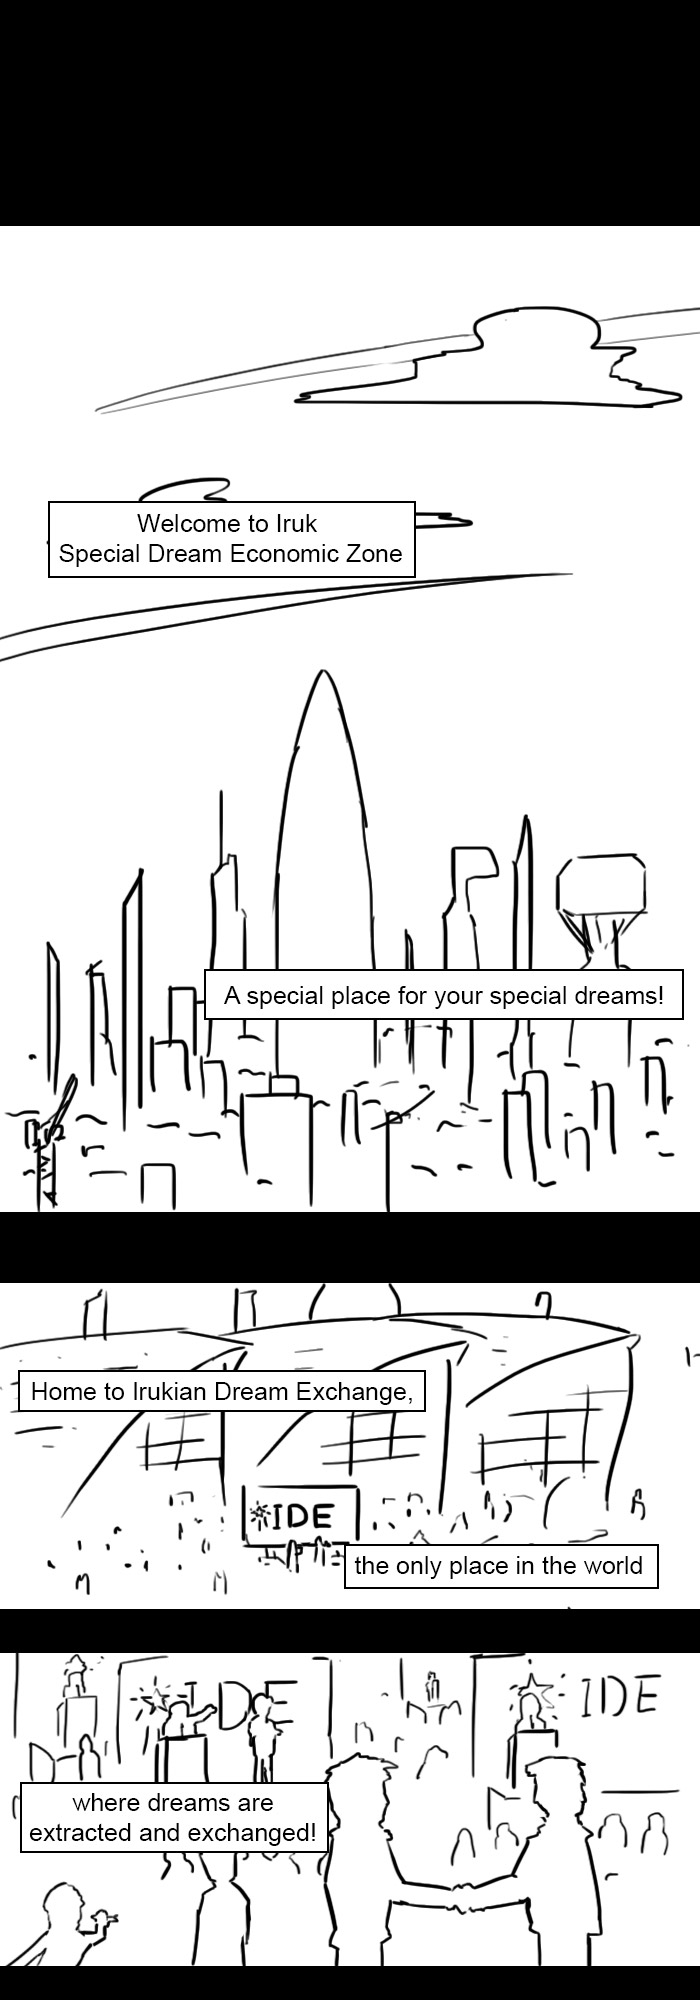 Welcome to Iruk
Special Dream Economic Zone
A special place for your special dreams!
Home to Irukian Dream Exchange,
IDE
the only place in the world
IDE
IDE
where dreams are
extracted and exchanged!